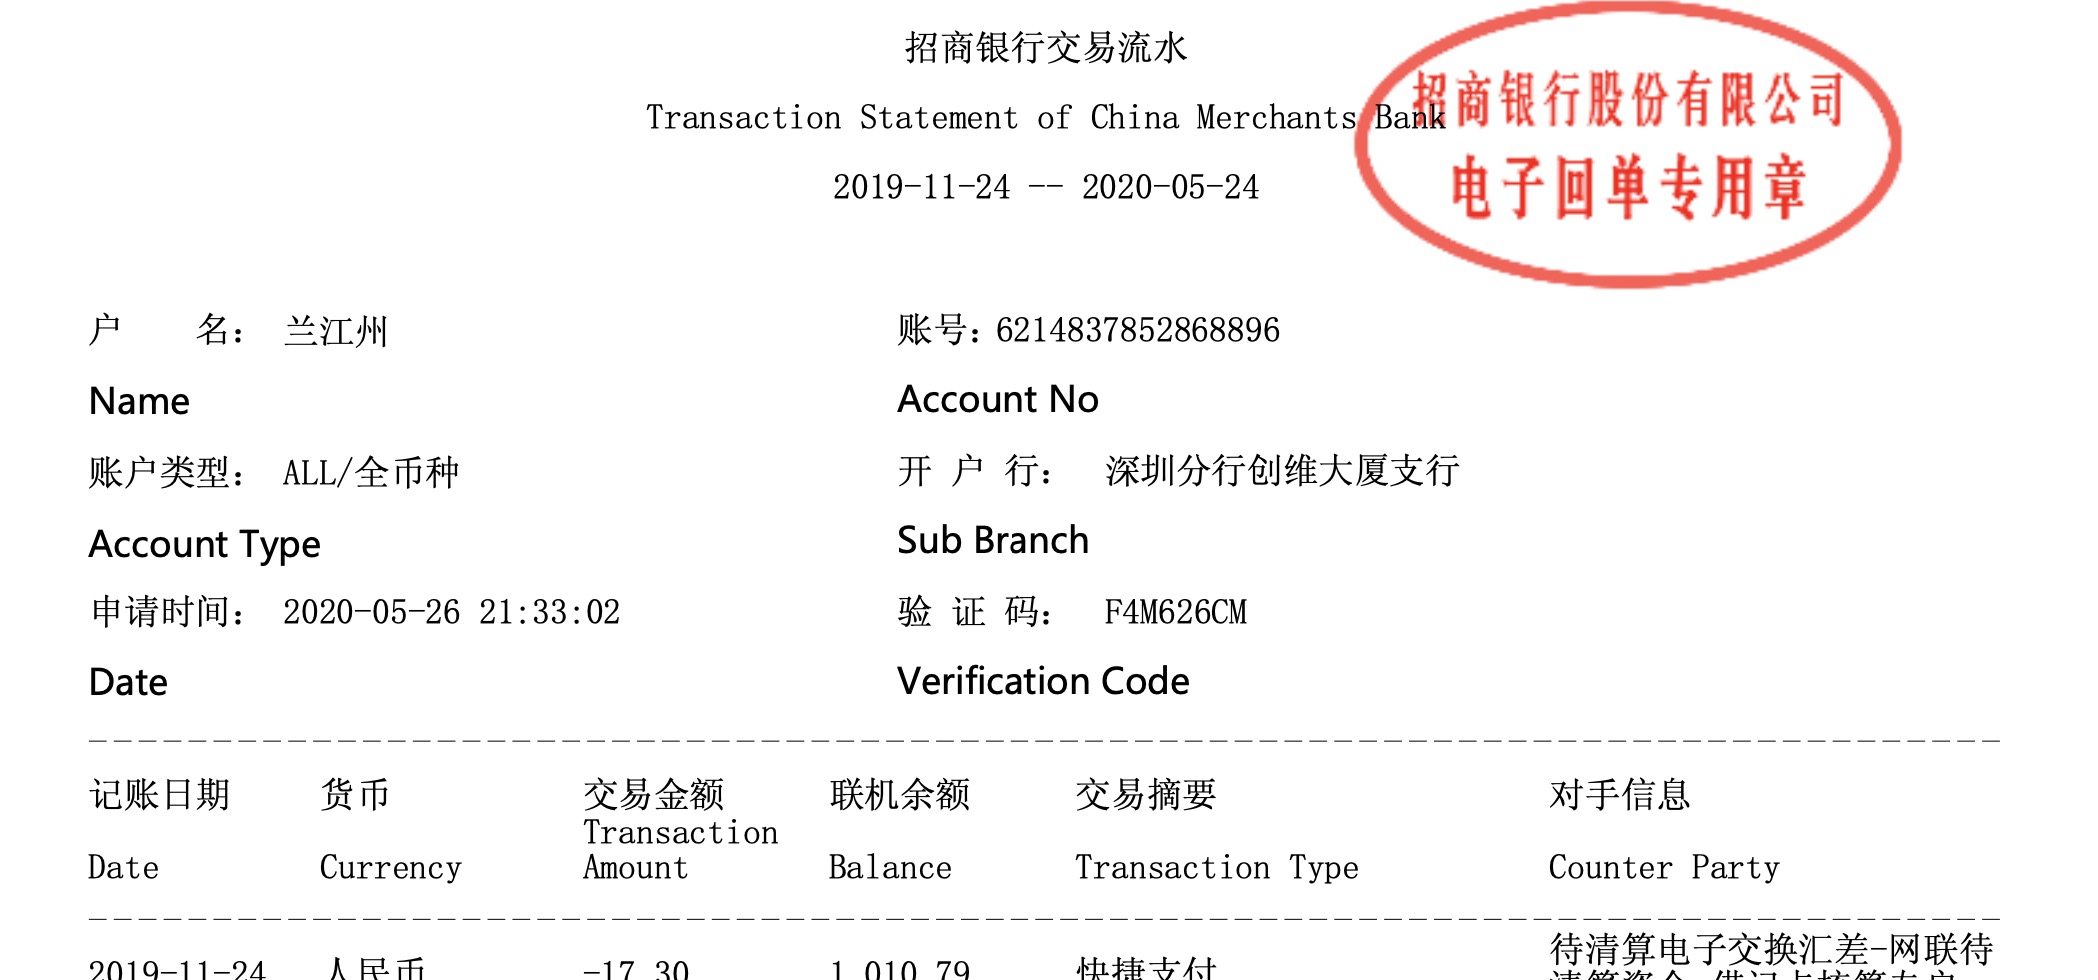 招商银行交易流水
Transaction Statement of China Merchants Bank
2019-11-24 -- 2020-05-24
招商银行股份有限公司
电子回单专用章
户 名： 兰江州 账号：6214837852868896
Name Account No
账户类型： ALL/全币种 开 户 行： 深圳分行创维大厦支行
Account Type Sub Branch
申请时间： 2020-05-26 21:33:02 验 证 码： F4M626CM
Date Verification Code
记账日期 货币 交易金额 联机余额 交易摘要 对手信息
Transaction
Date Currency Amount Balance Transaction Type Counter Party
待清算电子交换汇差-网联待
2019-11-24 人民币 -17.30 1,010.79 快捷支付